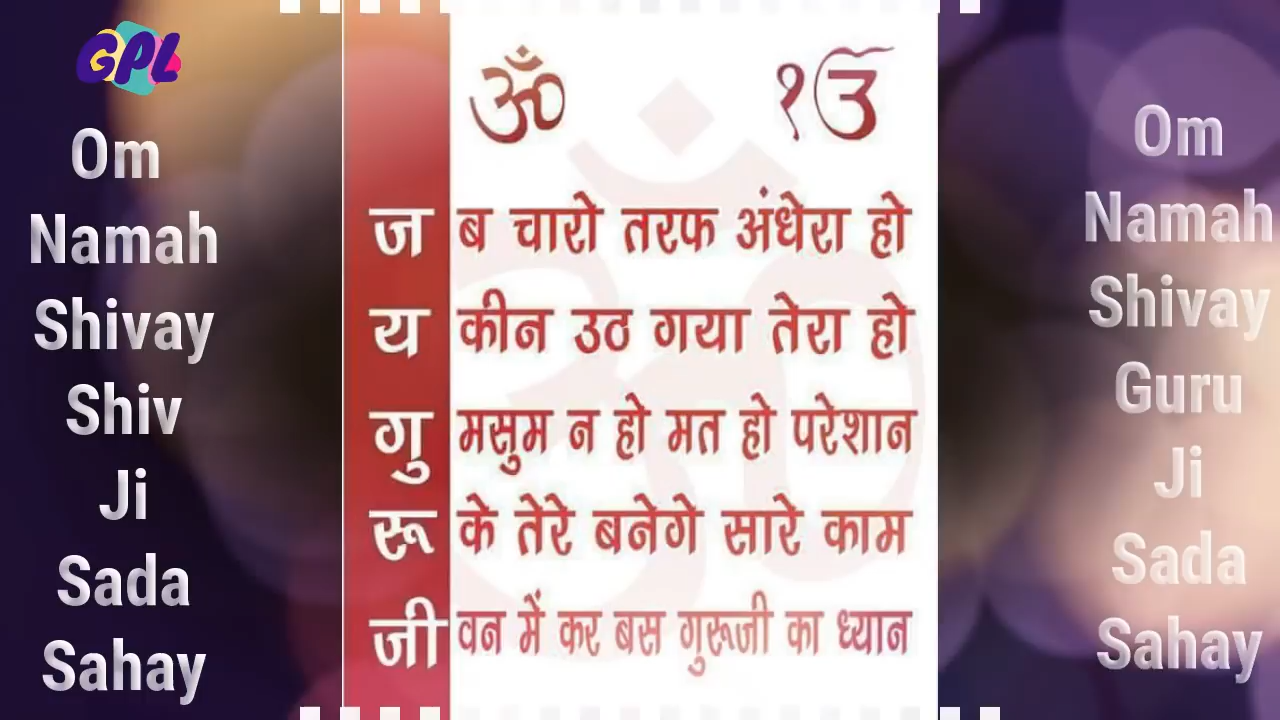 GPL
Om
Namah
Shivay
Shiv
Ji
Sada
Sahay
ॐ ੴ
जब चारो तरफ अंधेरा हो
यकीन उठ गया तेरा हो
गुमसुम न हो मत हो परेशान
रूके तेरे बनेगे सारे काम
जीवन में कर बस गुरूजी का ध्यान
Om
Namah
Shivay
Guru
Ji
Sada
Sahay